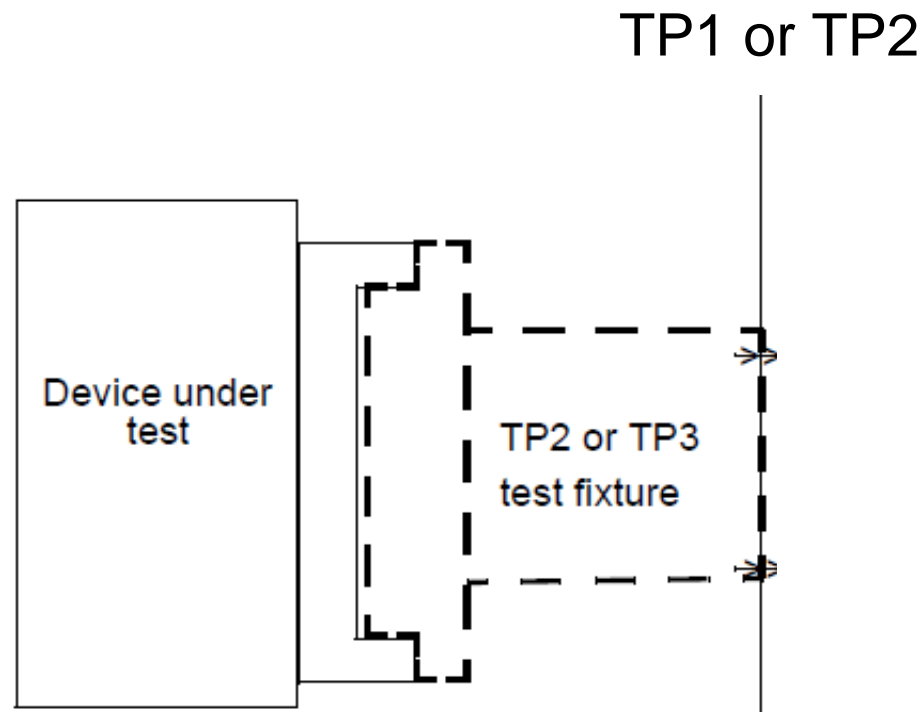 TP1 or TP2
Device under
test
TP2 or TP3
test fixture